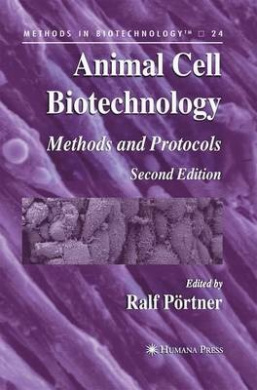 METHODS IN BIOTECHNOLOGY™ □ 24
Animal Cell
Biotechnology
Methods and Protocols
Second Edition
Edited by
Ralf Pörtner
HUMANA PRESS